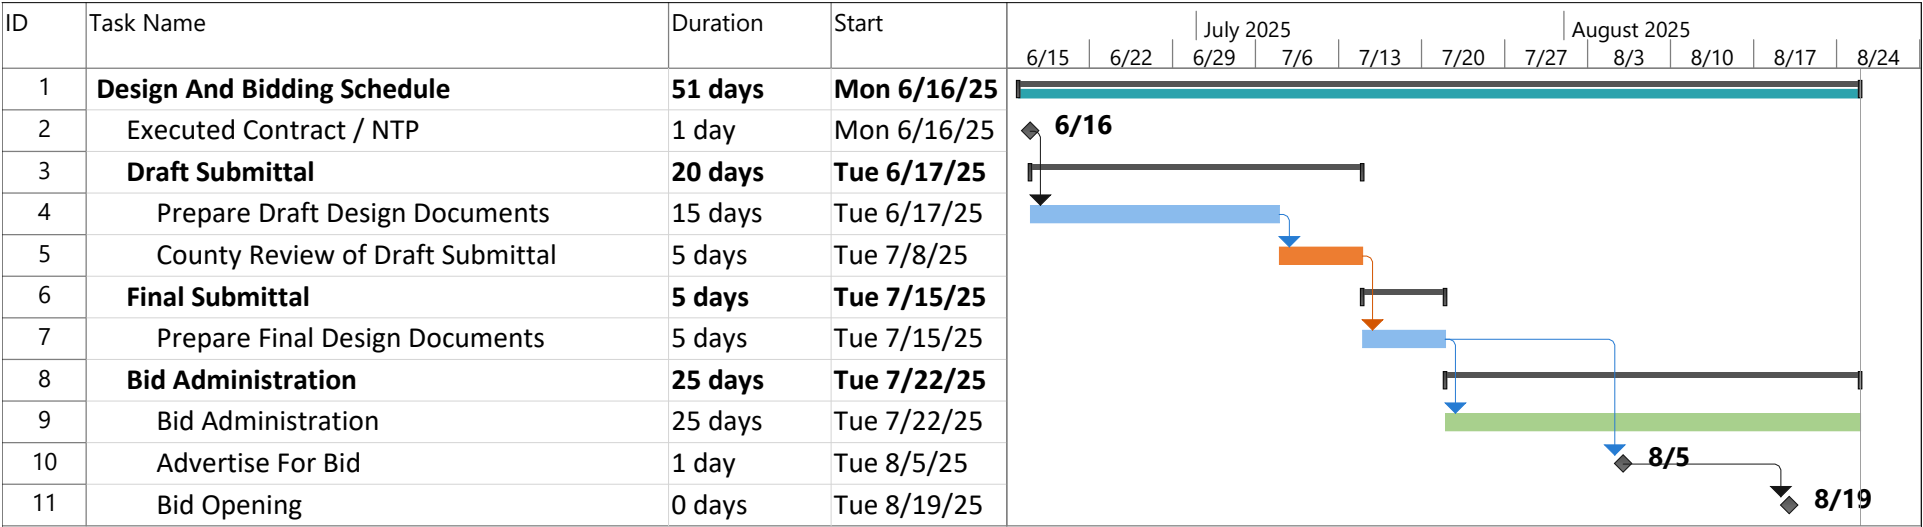 ID Task Name Duration Start July 2025 August 2025
6/15 6/22 6/29 7/6 7/13 7/20 7/27 8/3 8/10 8/17 8/24
1 Design And Bidding Schedule 51 days Mon 6/16/25
2 Executed Contract / NTP 1 day Mon 6/16/25 6/16
3 Draft Submittal 20 days Tue 6/17/25
4 Prepare Draft Design Documents 15 days Tue 6/17/25
5 County Review of Draft Submittal 5 days Tue 7/8/25
6 Final Submittal 5 days Tue 7/15/25
7 Prepare Final Design Documents 5 days Tue 7/15/25
8 Bid Administration 25 days Tue 7/22/25
9 Bid Administration 25 days Tue 7/22/25
10 Advertise For Bid 1 day Tue 8/5/25 8/5
11 Bid Opening 0 days Tue 8/19/25 8/19